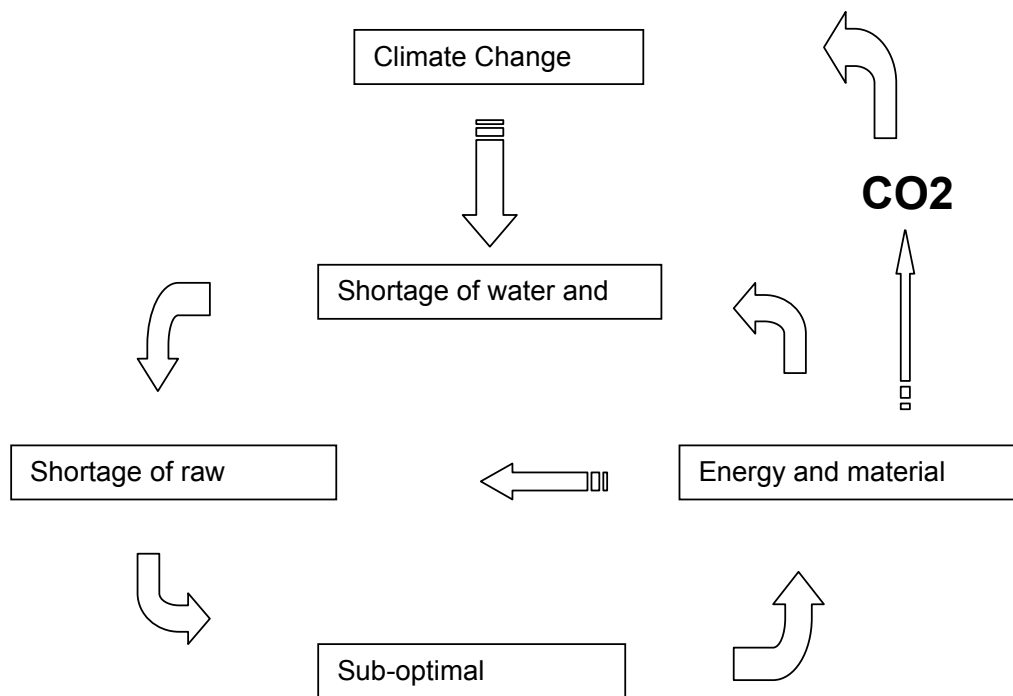 Climate Change
CO2
Shortage of water and
Shortage of raw
Energy and material
Sub-optimal